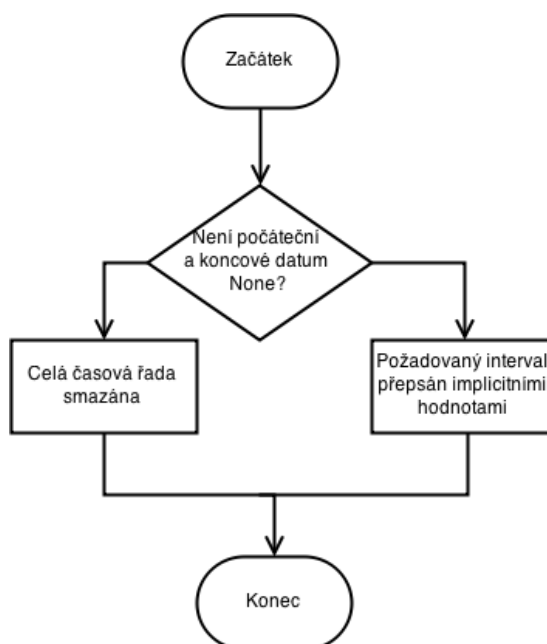 Začátek
Není počáteční
a koncové datum
None?
Celá časová řada
smazána
Požadovaný interval
přepsán implicitními
hodnotami
Konec